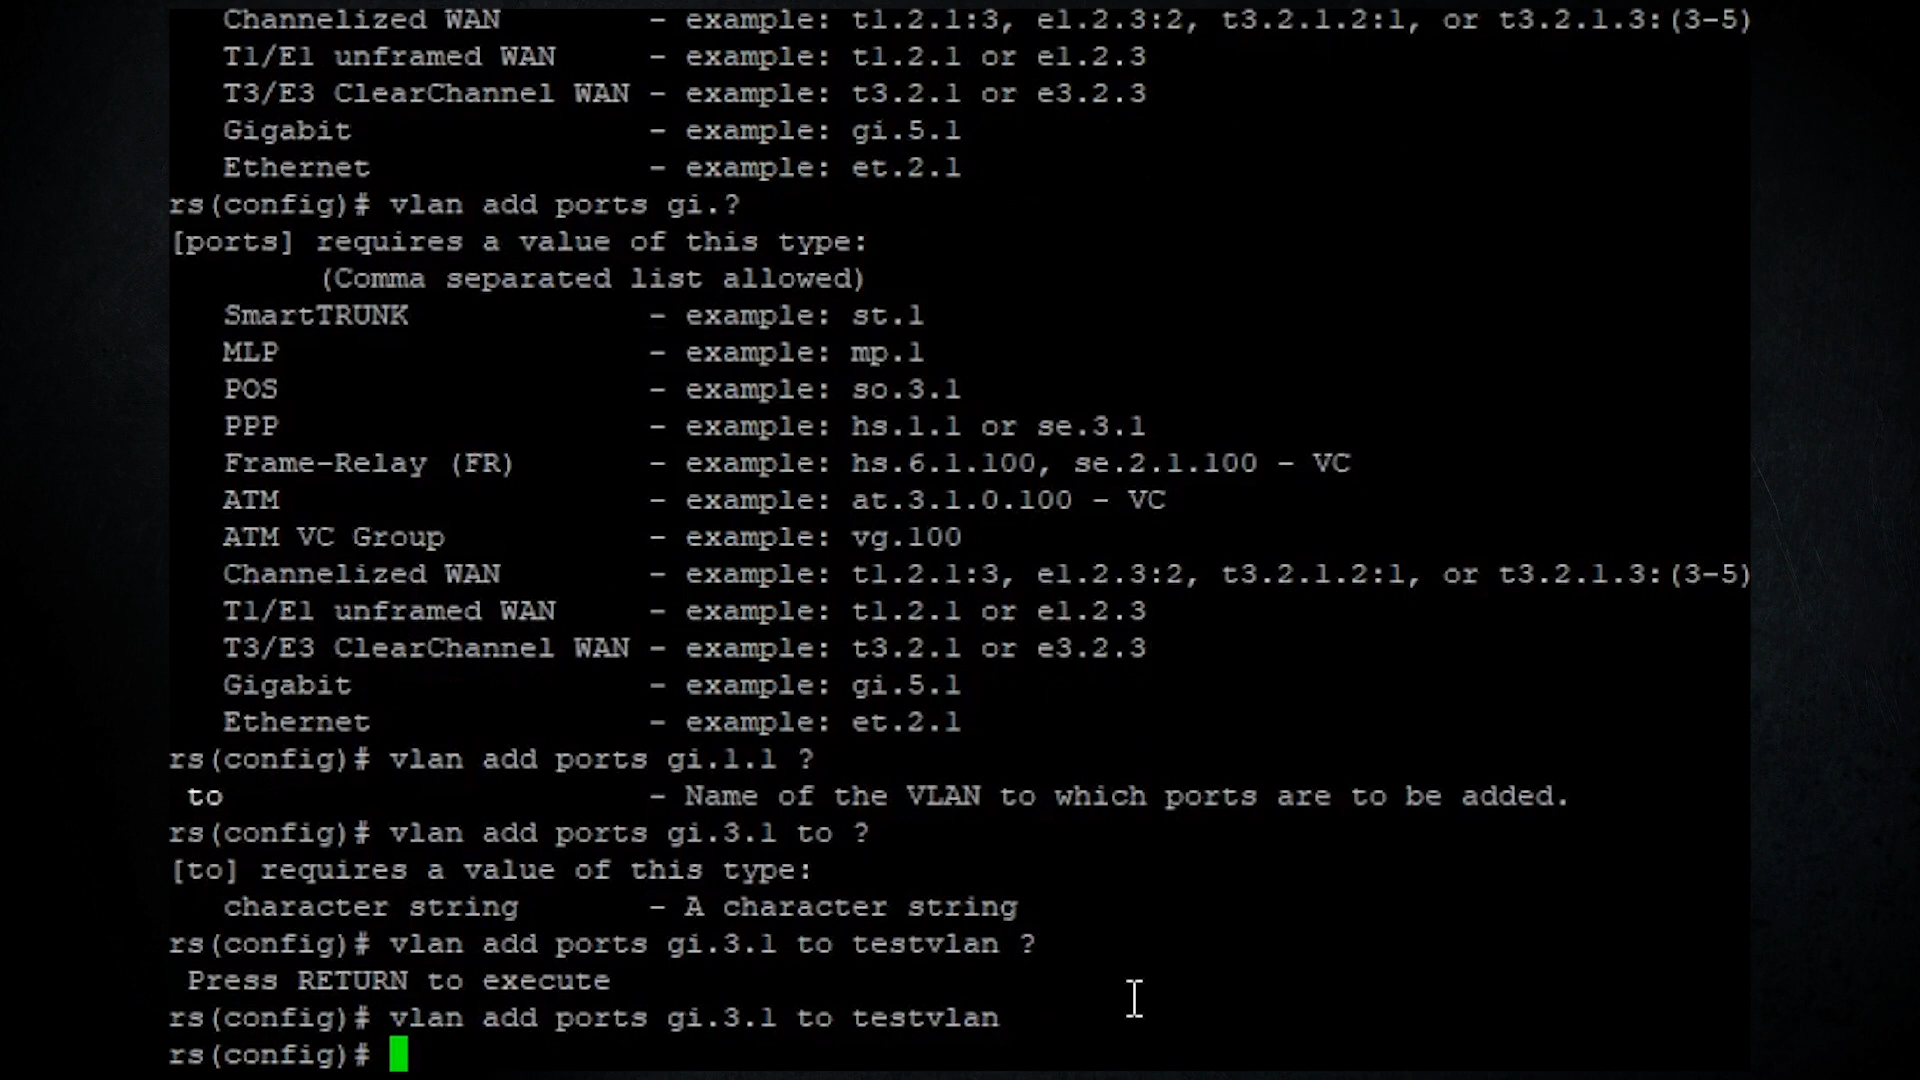 Channelized WAN - example: t1.2.1:3, e1.2.3:2, t3.2.1.2:1, or t3.2.1.3:(3-5)
T1/E1 unframed WAN - example: t1.2.1 or e1.2.3
T3/E3 ClearChannel WAN - example: t3.2.1 or e3.2.3
Gigabit - example: gi.5.1
Ethernet - example: et.2.1
rs(config)# vlan add ports gi.?
[ports] requires a value of this type:
(Comma separated list allowed)
SmartTRUNK - example: st.1
MLP - example: mp.1
POS - example: so.3.1
PPP - example: hs.1.1 or se.3.1
Frame-Relay (FR) - example: hs.6.1.100, se.2.1.100 - VC
ATM - example: at.3.1.0.100 - VC
ATM VC Group - example: vg.100
Channelized WAN - example: t1.2.1:3, e1.2.3:2, t3.2.1.2:1, or t3.2.1.3:(3-5)
T1/E1 unframed WAN - example: t1.2.1 or e1.2.3
T3/E3 ClearChannel WAN - example: t3.2.1 or e3.2.3
Gigabit - example: gi.5.1
Ethernet - example: et.2.1
rs(config)# vlan add ports gi.1.1 ?
to - Name of the VLAN to which ports are to be added.
rs(config)# vlan add ports gi.3.1 to ?
[to] requires a value of this type:
character string - A character string
rs(config)# vlan add ports gi.3.1 to testvlan ?
Press RETURN to execute
rs(config)# vlan add ports gi.3.1 to testvlan
rs(config)#